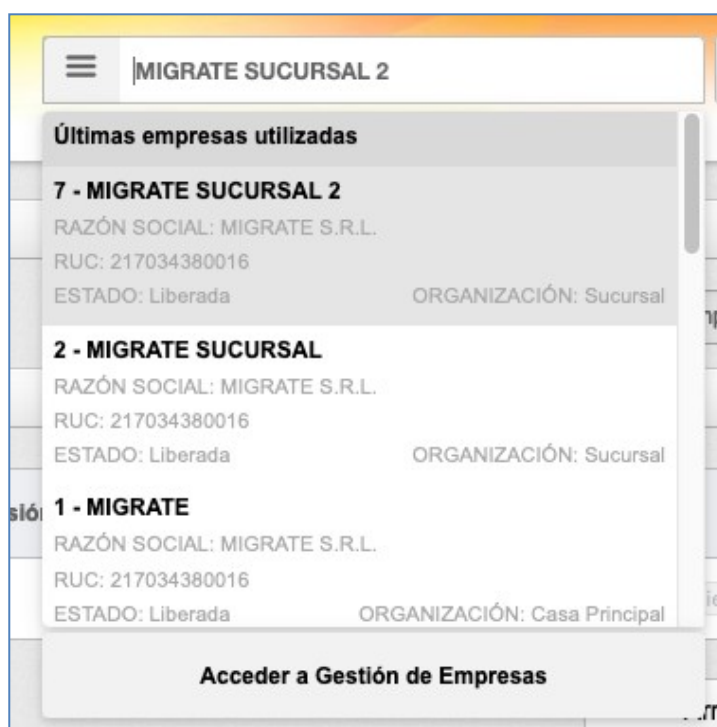 MIGRATE SUCURSAL 2
Últimas empresas utilizadas
7 - MIGRATE SUCURSAL 2
RAZÓN SOCIAL: MIGRATE S.R.L.
RUC: 217034380016
ESTADO: Liberada ORGANIZACIÓN: Sucursal
2 - MIGRATE SUCURSAL
RAZÓN SOCIAL: MIGRATE S.R.L.
RUC: 217034380016
ESTADO: Liberada ORGANIZACIÓN: Sucursal
1 - MIGRATE
RAZÓN SOCIAL: MIGRATE S.R.L.
RUC: 217034380016
ESTADO: Liberada ORGANIZACIÓN: Casa Principal
Acceder a Gestión de Empresas